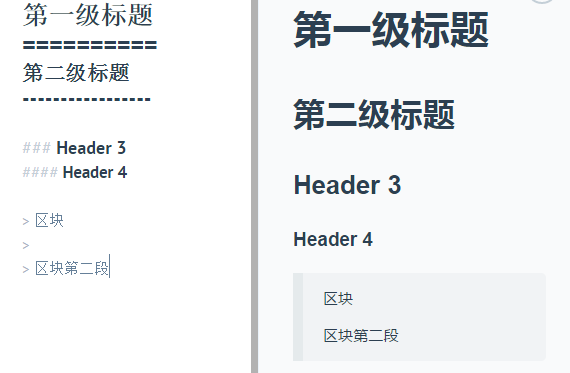 第一级标题
==========
第二级标题
-----------------
### Header 3
#### Header 4
> 区块
>
> 区块第二段
第一级标题
第二级标题
Header 3
Header 4
区块
区块第二段